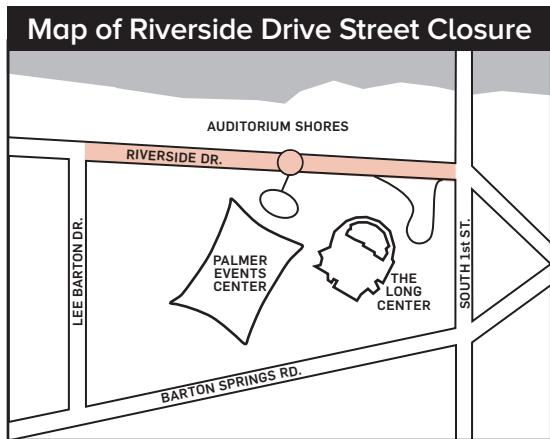 Map of Riverside Drive Street Closure
AUDITORIUM SHORES
RIVERSIDE DR.
LEE BARTON DR.
PALMER
EVENTS
CENTER
THE
LONG
CENTER
SOUTH 1st ST.
BARTON SPRINGS RD.